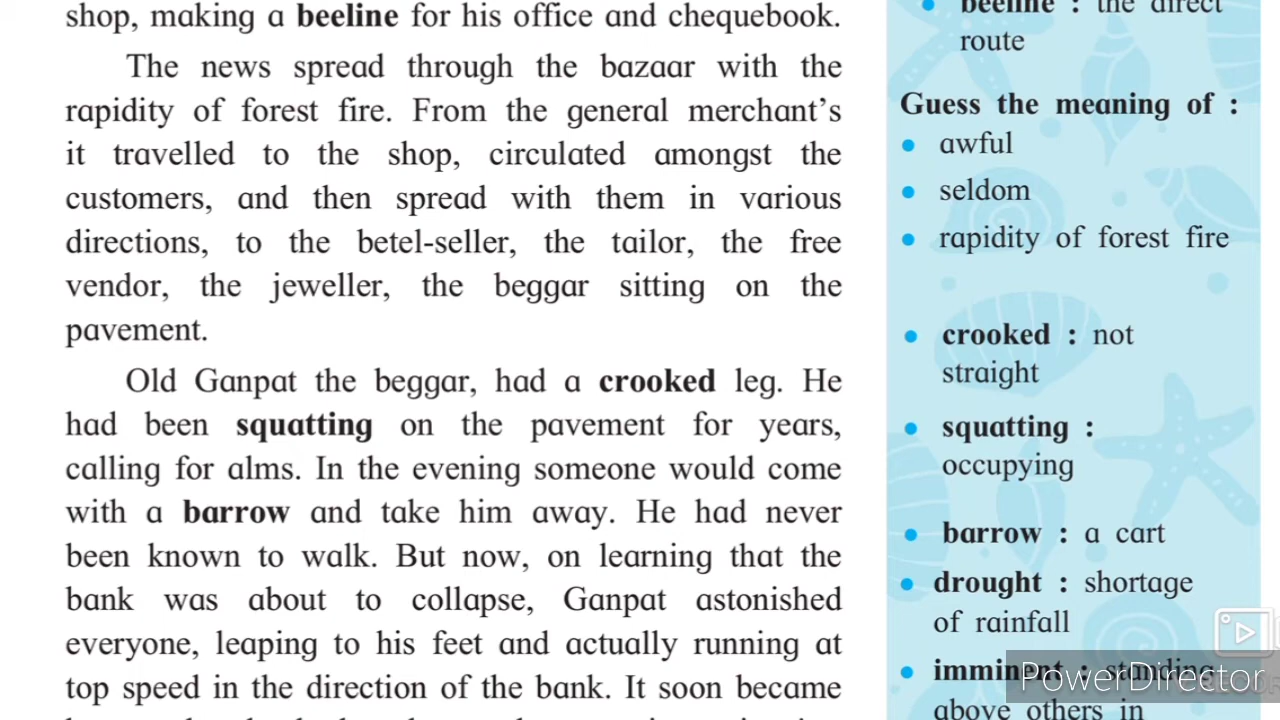 shop, making a beeline for his office and chequebook.
The news spread through the bazaar with the
rapidity of forest fire. From the general merchant’s
it travelled to the shop, circulated amongst the
customers, and then spread with them in various
directions, to the betel-seller, the tailor, the free
vendor, the jeweller, the beggar sitting on the
pavement.
Old Ganpat the beggar, had a crooked leg. He
had been squatting on the pavement for years,
calling for alms. In the evening someone would come
with a barrow and take him away. He had never
been known to walk. But now, on learning that the
bank was about to collapse, Ganpat astonished
everyone, leaping to his feet and actually running at
top speed in the direction of the bank. It soon became
beeline : the direct
route
Guess the meaning of :
• awful
• seldom
• rapidity of forest fire
• crooked : not
straight
• squatting :
occupying
• barrow : a cart
• drought : shortage
of rainfall
• imminent : standing
above others in
PowerDirector